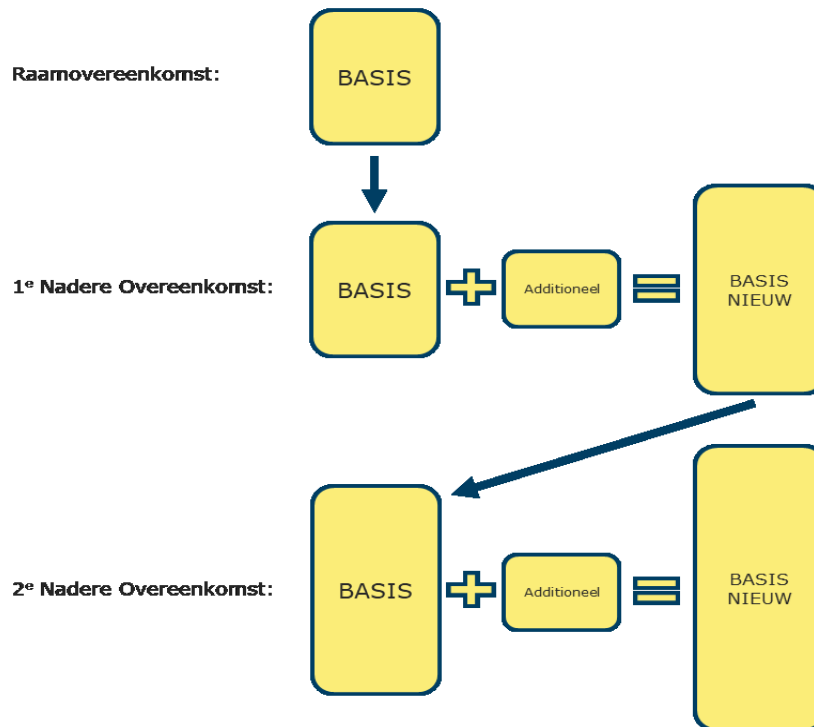 Raamovereenkomst:
BASIS
1e Nadere Overeenkomst:
BASIS
Additioneel
BASIS
NIEUW
2e Nadere Overeenkomst:
BASIS
Additioneel
BASIS
NIEUW